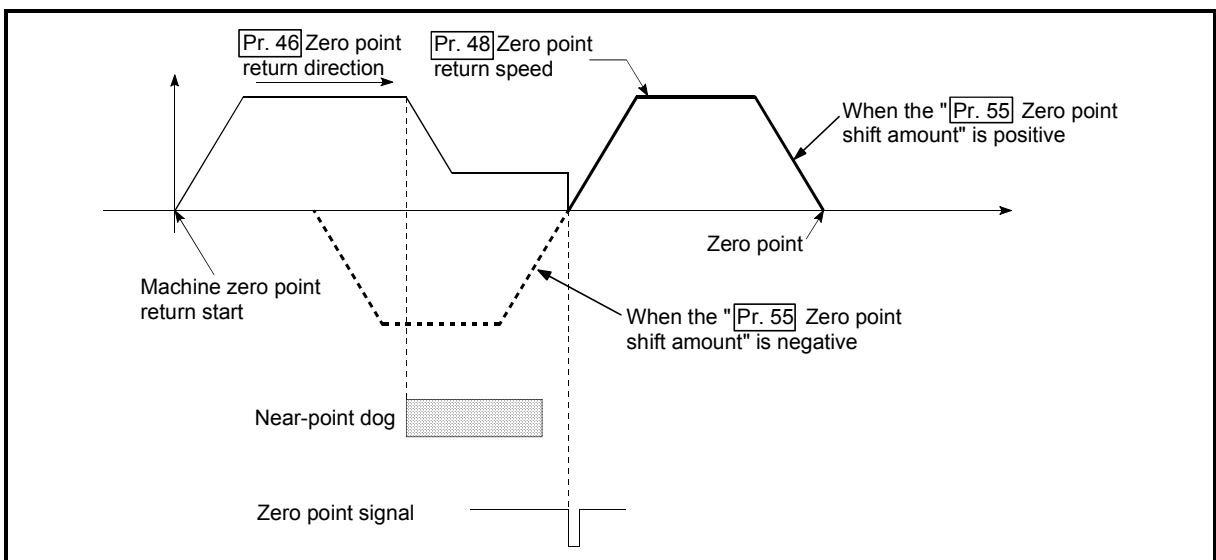 Pr. 46 Zero point
return direction
Pr. 48 Zero point
return speed
When the "Pr. 55 Zero point
shift amount" is positive
Zero point
Machine zero point
return start
When the "Pr. 55 Zero point
shift amount" is negative
Near-point dog
Zero point signal